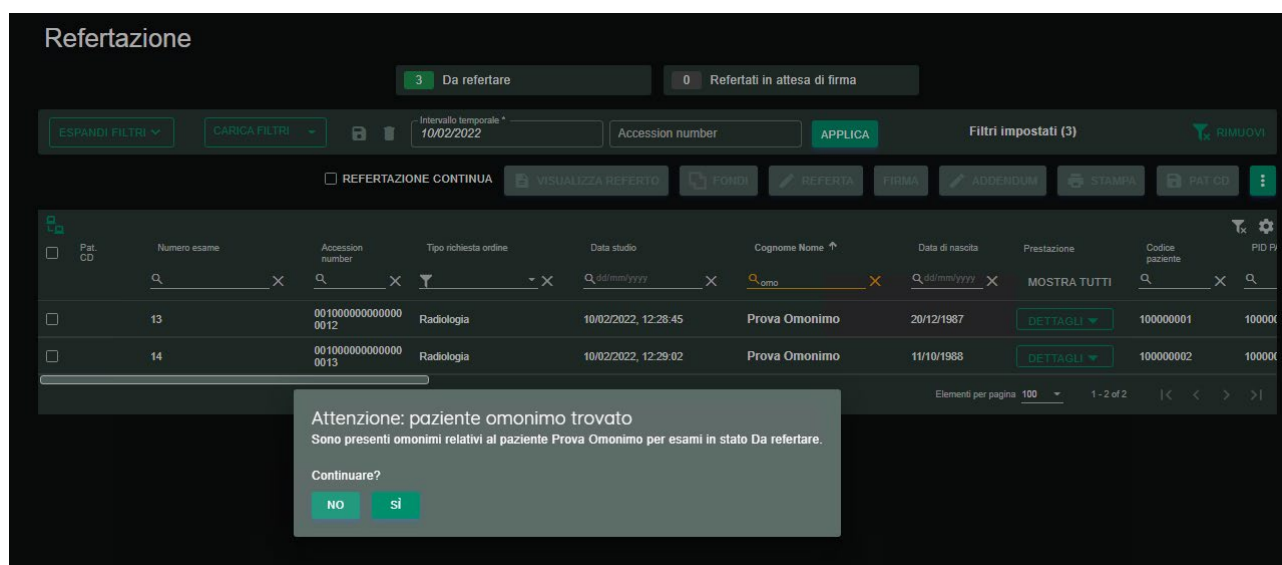 Refertazione
3 Da refertare 0 Refertati in attesa di firma
ESPANDI FILTRI CARICA FILTRI Intervallo temporale * 10/02/2022 Accession number APPLICA Filtri impostati (3) RIMUOVI
REFERTAZIONE CONTINUA VISUALIZZA REFERTO FONDI REFERTA FIRMA ADDENDUM STAMPA PAT CD
Pat. CD Numero esame Accession number Tipo richiesta ordine Data studio Cognome Nome Data di nascita Prestazione Codice paziente PID PA
dd/mm/yyyy omo dd/mm/yyyy MOSTRA TUTTI
13 001000000000000 0012 Radiologia 10/02/2022, 12:28:45 Prova Omonimo 20/12/1987 DETTAGLI 100000001 100000
14 001000000000000 0013 Radiologia 10/02/2022, 12:29:02 Prova Omonimo 11/10/1988 DETTAGLI 100000002 100000
Elementi per pagina 100 1 - 2 of 2
Attenzione: paziente omonimo trovato
Sono presenti omonimi relativi al paziente Prova Omonimo per esami in stato Da refertare.
Continuare?
NO SÌ